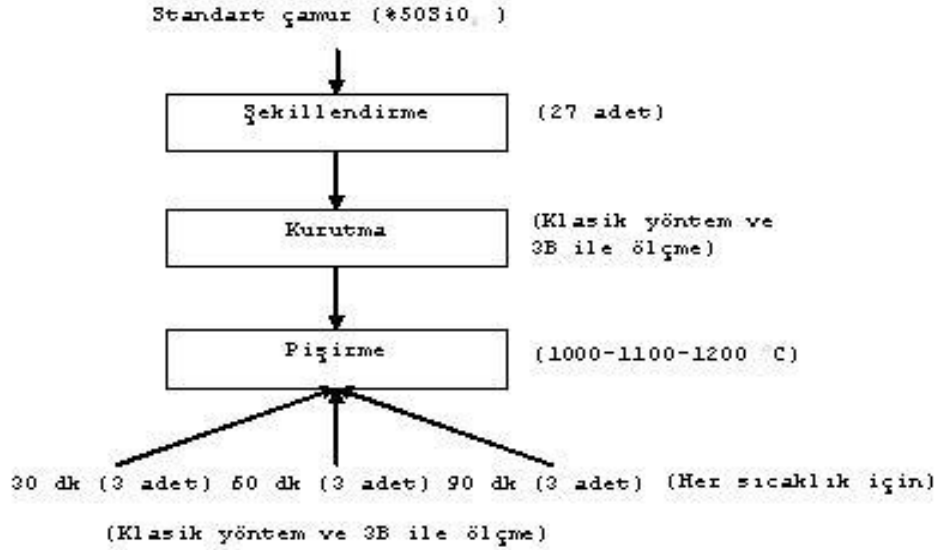 Standart çamur (%50SiO )
Şekillendirme
(27 adet)
Kurutma
(Klasik yöntem ve
3B ile ölçme)
Pişirme
(1000-1100-1200 °C)
30 dk (3 adet) 60 dk (3 adet) 90 dk (3 adet) (Her sıcaklık için)
(Klasik yöntem ve 3B ile ölçme)